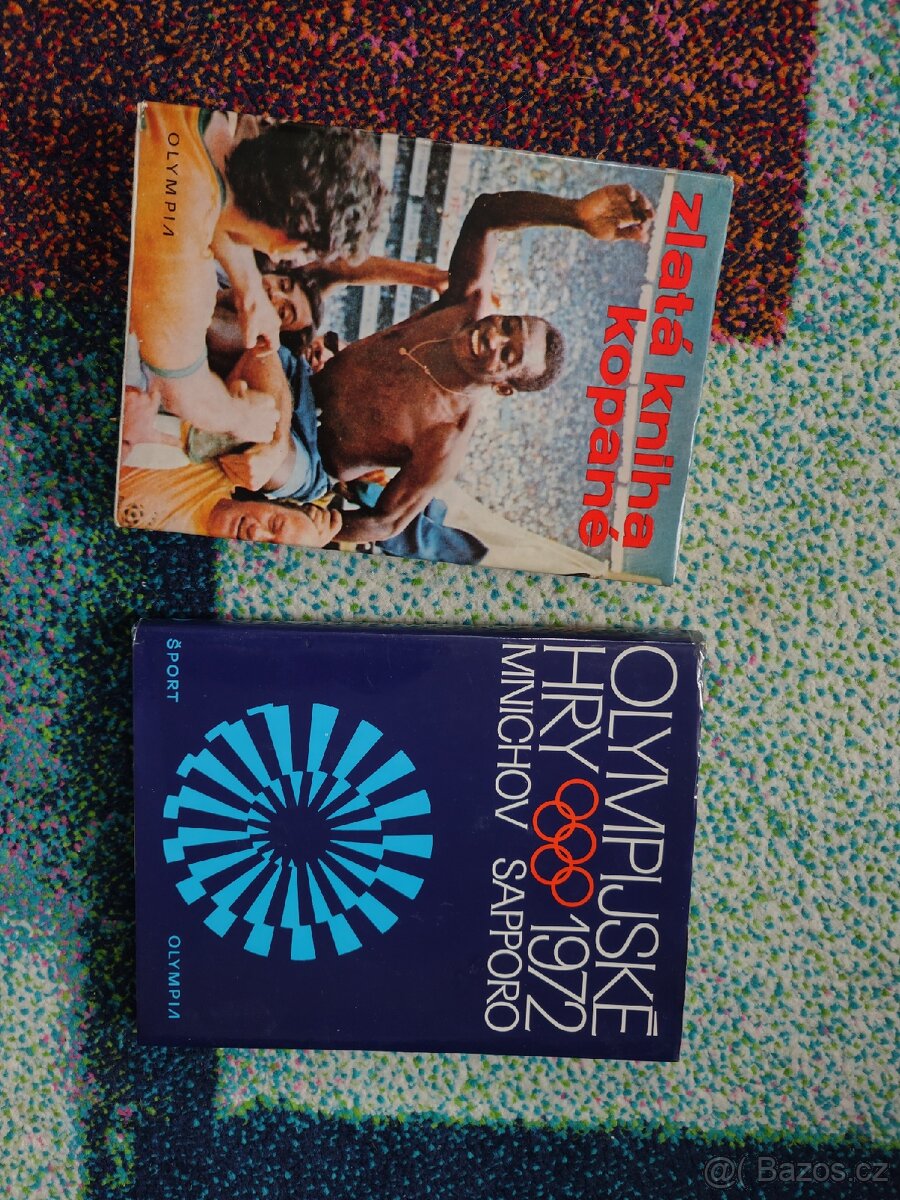 zlatá kniha
kopané
OLYMPIA
OLYMPIJSKÉ
HRY 1972
MNICHOV SAPPORO
ŠPORT
OLYMPIA
@( Bazos.cz